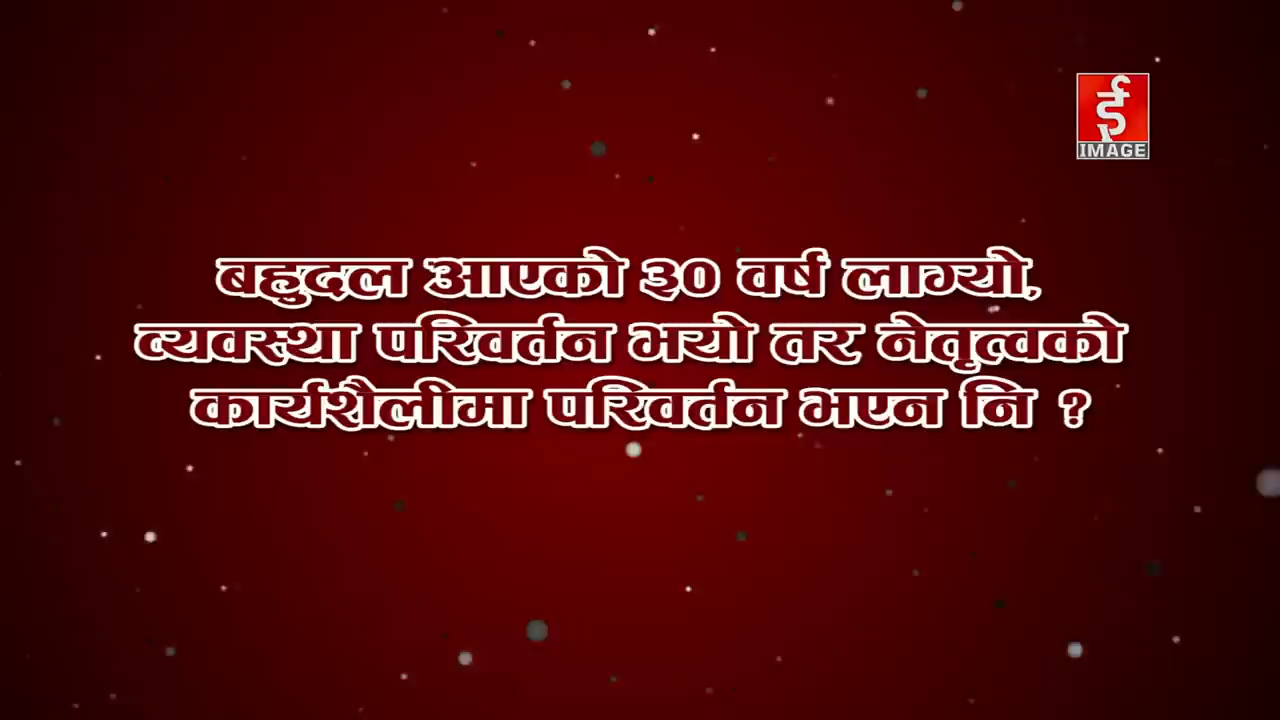 ई
IMAGE
बहुदल आएको ३० वर्ष लाग्यो,
व्यवस्था परिवर्तन भयो तर नेतृत्वको
कार्यशैलीमा परिवर्तन भएन नि ?